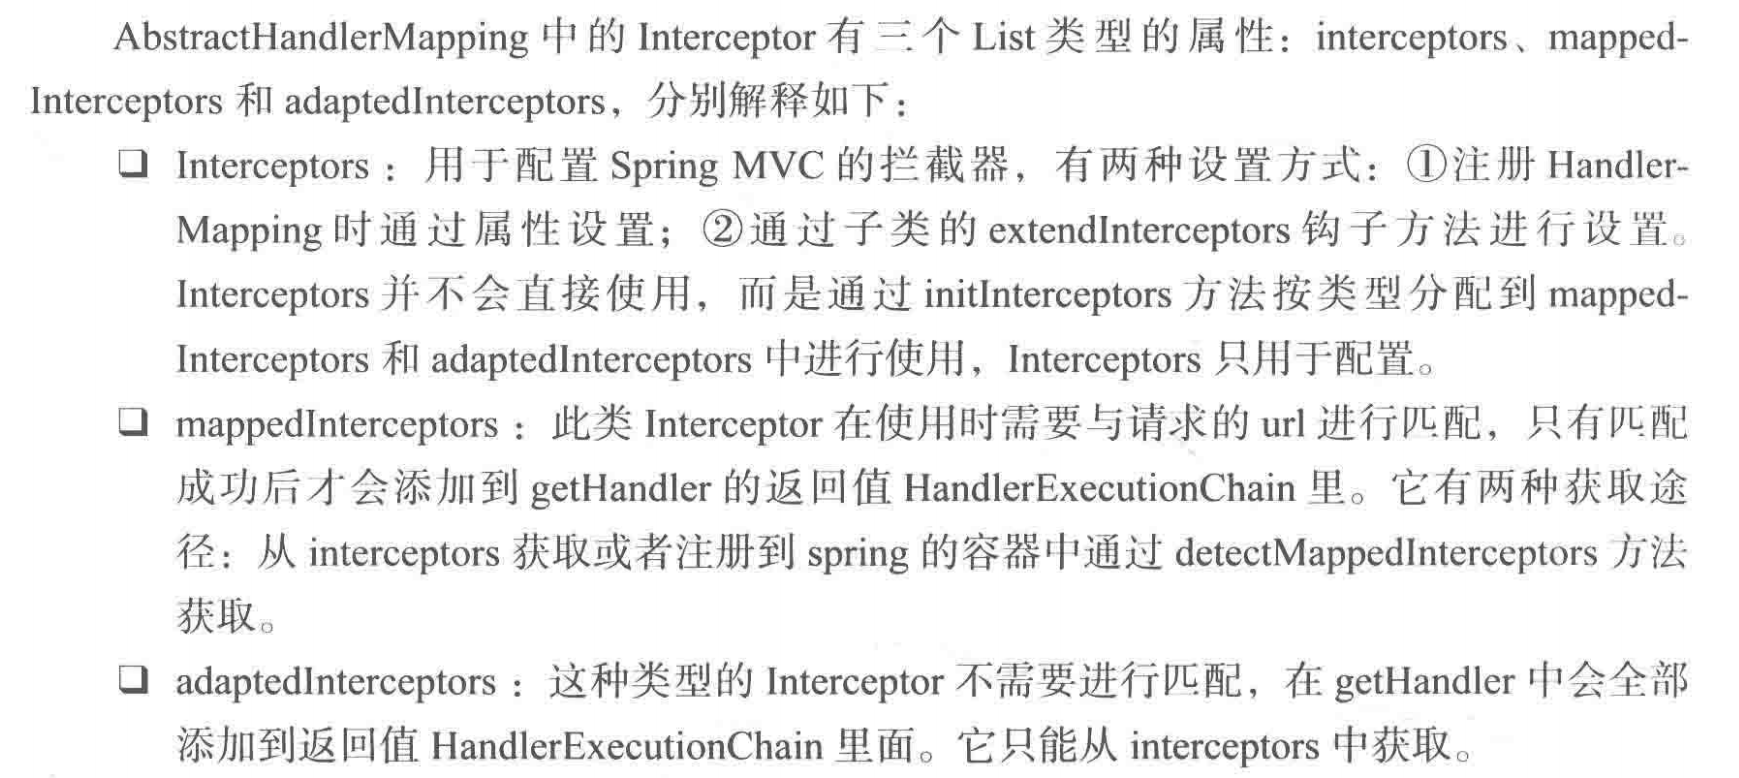 AbstractHandlerMapping 中的 Interceptor 有三个 List 类型的属性：interceptors、mapped-
Interceptors 和 adaptedInterceptors，分别解释如下：
❑ Interceptors：用于配置 Spring MVC 的拦截器，有两种设置方式：①注册 Handler-
Mapping 时通过属性设置；②通过子类的 extendInterceptors 钩子方法进行设置。
Interceptors 并不会直接使用，而是通过 initInterceptors 方法按类型分配到 mapped-
Interceptors 和 adaptedInterceptors 中进行使用，Interceptors 只用于配置。
❑ mappedInterceptors：此类 Interceptor 在使用时需要与请求的 url 进行匹配，只有匹配
成功后才会添加到 getHandler 的返回值 HandlerExecutionChain 里。它有两种获取途
径：从 interceptors 获取或者注册到 spring 的容器中通过 detectMappedInterceptors 方法
获取。
❑ adaptedInterceptors：这种类型的 Interceptor 不需要进行匹配，在 getHandler 中会全部
添加到返回值 HandlerExecutionChain 里面。它只能从 interceptors 中获取。